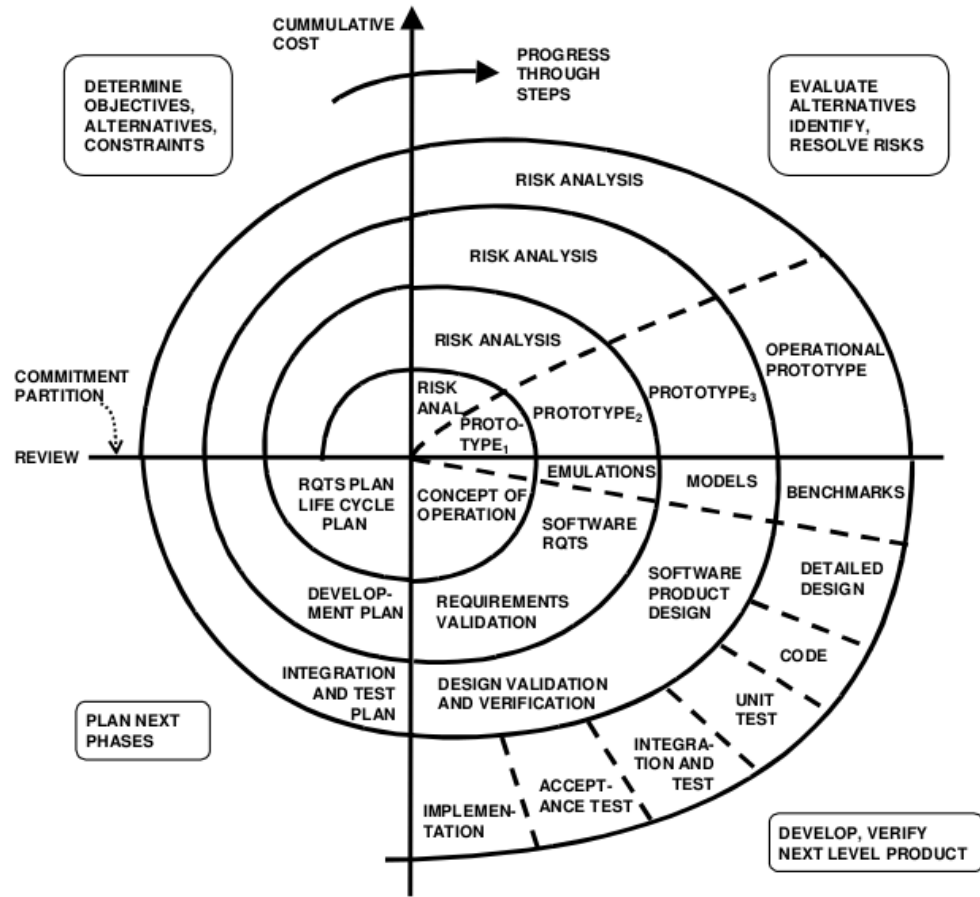 CUMMULATIVE
COST
PROGRESS
THROUGH
STEPS
DETERMINE
OBJECTIVES,
ALTERNATIVES,
CONSTRAINTS
EVALUATE
ALTERNATIVES
IDENTIFY,
RESOLVE RISKS
RISK ANALYSIS
RISK ANALYSIS
RISK ANALYSIS
RISK
ANAL.
PROTO-
TYPE1
PROTOTYPE2
PROTOTYPE3
OPERATIONAL
PROTOTYPE
COMMITMENT
PARTITION
REVIEW
RQTS PLAN
LIFE CYCLE
PLAN
CONCEPT OF
OPERATION
EMULATIONS
MODELS
BENCHMARKS
SOFTWARE
RQTS
SOFTWARE
PRODUCT
DESIGN
DETAILED
DESIGN
DEVELOP-
MENT PLAN
REQUIREMENTS
VALIDATION
CODE
INTEGRATION
AND TEST
PLAN
DESIGN VALIDATION
AND VERIFICATION
UNIT
TEST
INTEGRA-
TION AND
TEST
ACCEPT-
ANCE TEST
IMPLEMEN-
TATION
PLAN NEXT
PHASES
DEVELOP, VERIFY
NEXT LEVEL PRODUCT